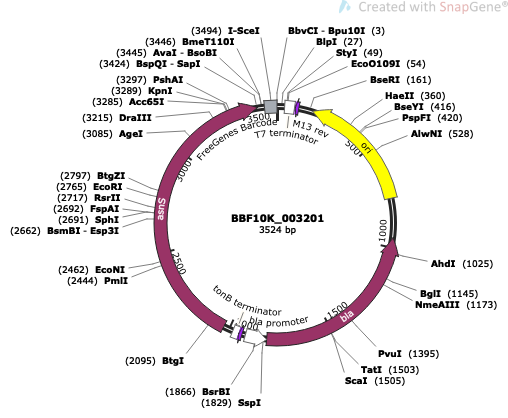 Created with SnapGene®
(3494) I-SceI
(3446) BmeT110I
(3445) AvaI - BsoBI
(3424) BspQI - SapI
(3297) PshAI
(3289) KpnI
(3285) Acc65I
(3215) DraIII
(3085) AgeI
(2797) BtgZI
(2765) EcoRI
(2717) RsrII
(2692) FspAI
(2691) SphI
(2662) BsmBI - Esp3I
(2462) EcoNI
(2444) PmlI
(2095) BtgI
(1866) BsrBI
(1829) SspI
BbvCI - Bpu10I (3)
BlpI (27)
StyI (49)
EcoO109I (54)
BseRI (161)
HaeII (360)
BseYI (416)
PspFI (420)
AlwNI (528)
AhdI (1025)
BglI (1145)
NmeAIII (1173)
PvuI (1395)
TatI (1503)
ScaI (1505)
FreeGenes Barcode
T7 terminator
M13 rev
ori
bla
bla promoter
tonB terminator
asnS
500
1000
1500
2500
3000
3500
BBF10K_003201
3524 bp